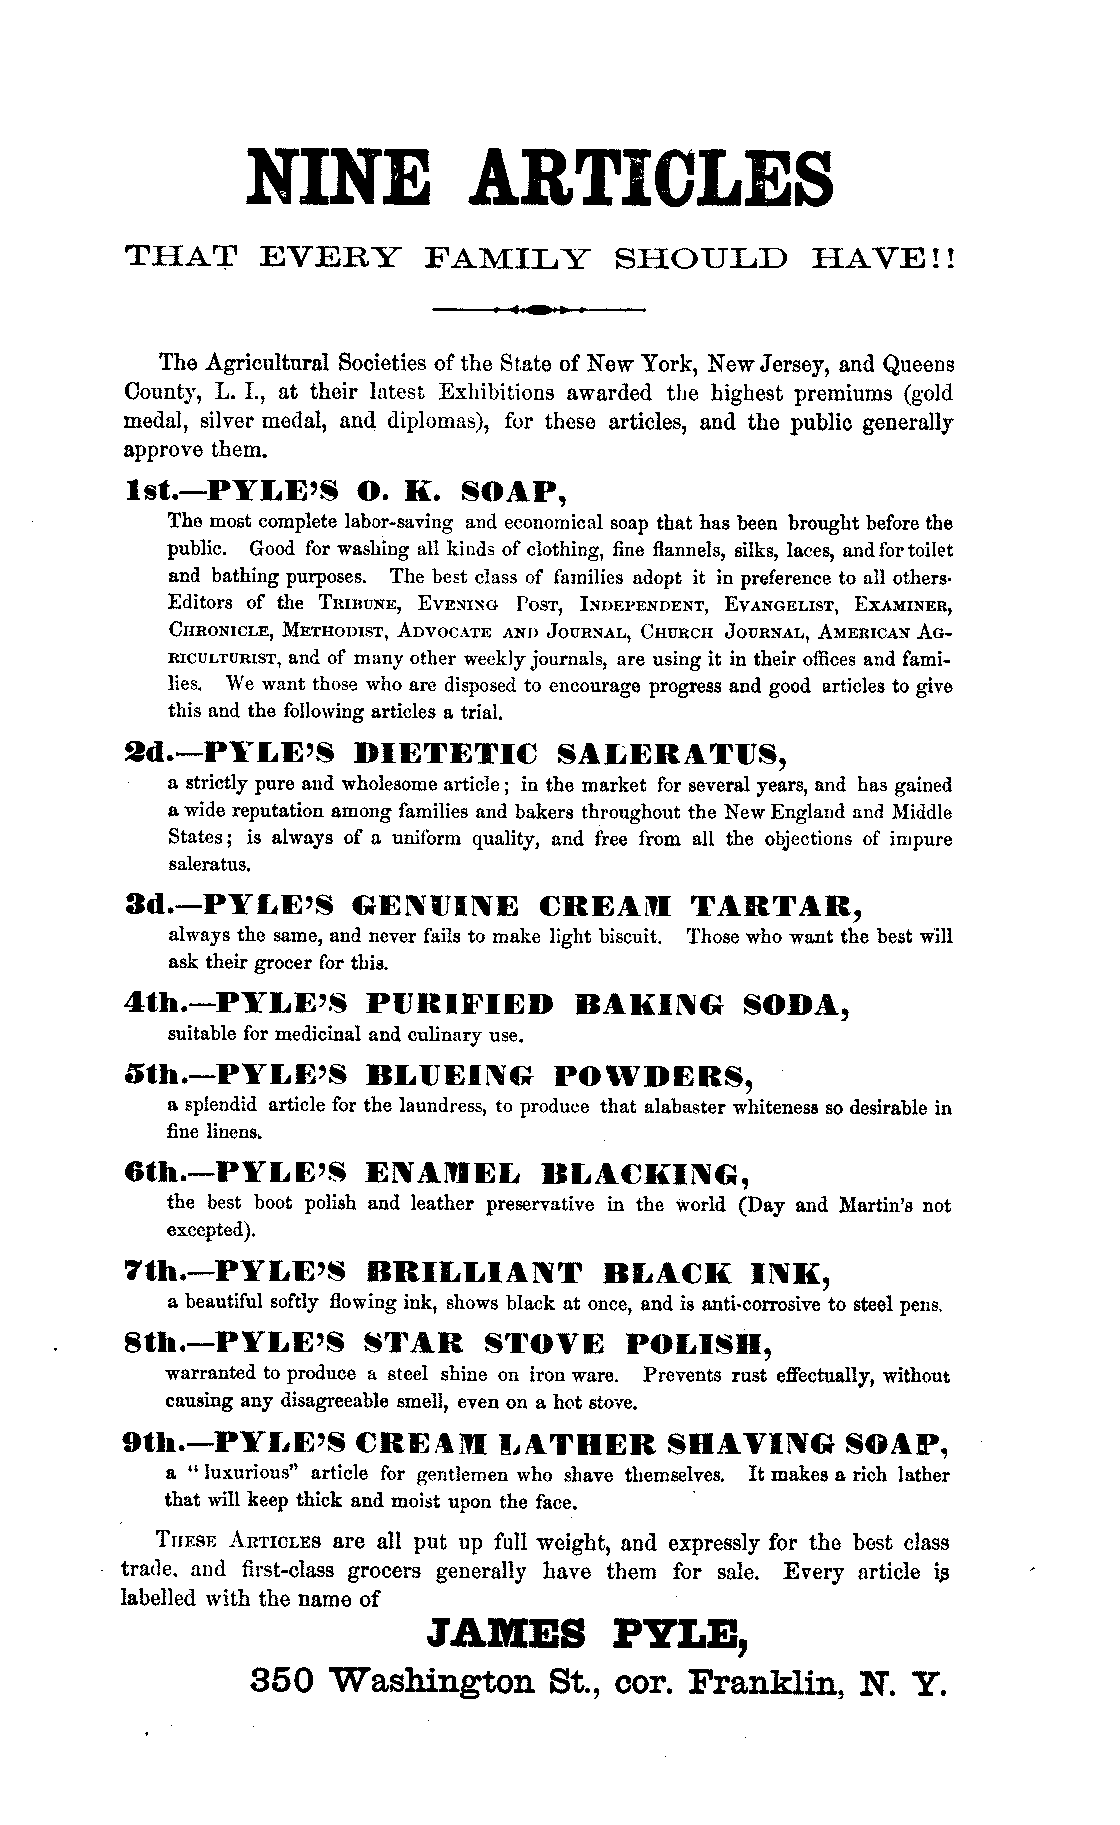 NINE ARTICLES
THAT EVERY FAMILY SHOULD HAVE!!
The Agricultural Societies of the State of New York, New Jersey, and Queens
County, L. I., at their latest Exhibitions awarded the highest premiums (gold
medal, silver medal, and diplomas), for these articles, and the public generally
approve them.
1st.—PYLE'S O. K. SOAP,
The most complete labor-saving and economical soap that has been brought before the
public. Good for washing all kinds of clothing, fine flannels, silks, laces, and for toilet
and bathing purposes. The best class of families adopt it in preference to all others.
Editors of the TRIBUNE, EVENING POST, INDEPENDENT, EVANGELIST, EXAMINER,
CHRONICLE, METHODIST, ADVOCATE AND JOURNAL, CHURCH JOURNAL, AMERICAN AG-
RICULTURIST, and of many other weekly journals, are using it in their offices and fami-
lies. We want those who are disposed to encourage progress and good articles to give
this and the following articles a trial.
2d.—PYLE'S DIETETIC SALERATUS,
a strictly pure and wholesome article; in the market for several years, and has gained
a wide reputation among families and bakers throughout the New England and Middle
States; is always of a uniform quality, and free from all the objections of impure
saleratus.
3d.—PYLE'S GENUINE CREAM TARTAR,
always the same, and never fails to make light biscuit. Those who want the best will
ask their grocer for this.
4th.—PYLE'S PURIFIED BAKING SODA,
suitable for medicinal and culinary use.
5th.—PYLE'S BLUEING POWDERS,
a splendid article for the laundress, to produce that alabaster whiteness so desirable in
fine linens.
6th.—PYLE'S ENAMEL BLACKING,
the best boot polish and leather preservative in the world (Day and Martin's not
excepted).
7th.—PYLE'S BRILLIANT BLACK INK,
a beautiful softly flowing ink, shows black at once, and is anti-corrosive to steel pens.
8th.—PYLE'S STAR STOVE POLISH,
warranted to produce a steel shine on iron ware. Prevents rust effectually, without
causing any disagreeable smell, even on a hot stove.
9th.—PYLE'S CREAM LATHER SHAVING SOAP,
a "luxurious" article for gentlemen who shave themselves. It makes a rich lather
that will keep thick and moist upon the face.
THESE ARTICLES are all put up full weight, and expressly for the best class
trade, and first-class grocers generally have them for sale. Every article is
labelled with the name of
JAMES PYLE,
350 Washington St., cor. Franklin, N. Y.